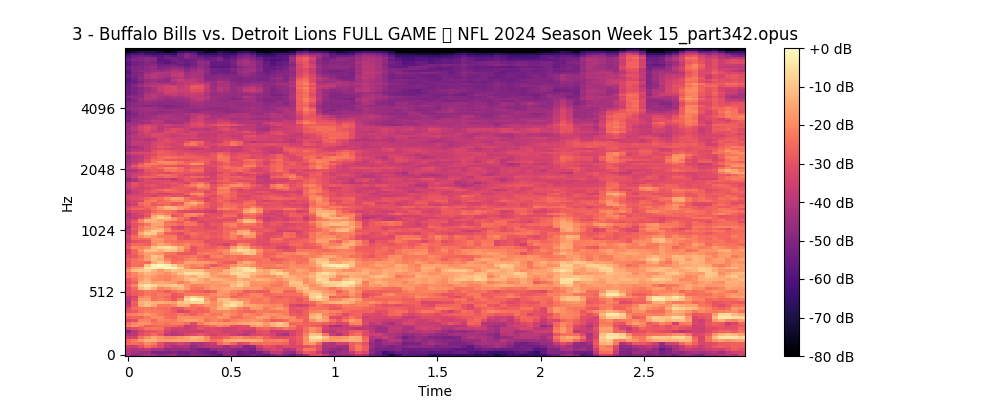 3 - Buffalo Bills vs. Detroit Lions FULL GAME ▯ NFL 2024 Season Week 15_part342.opus
+0 dB
-10 dB
-20 dB
-30 dB
-40 dB
-50 dB
-60 dB
-70 dB
-80 dB
4096
2048
1024
512
0
Hz
0
0.5
1
1.5
2
2.5
Time